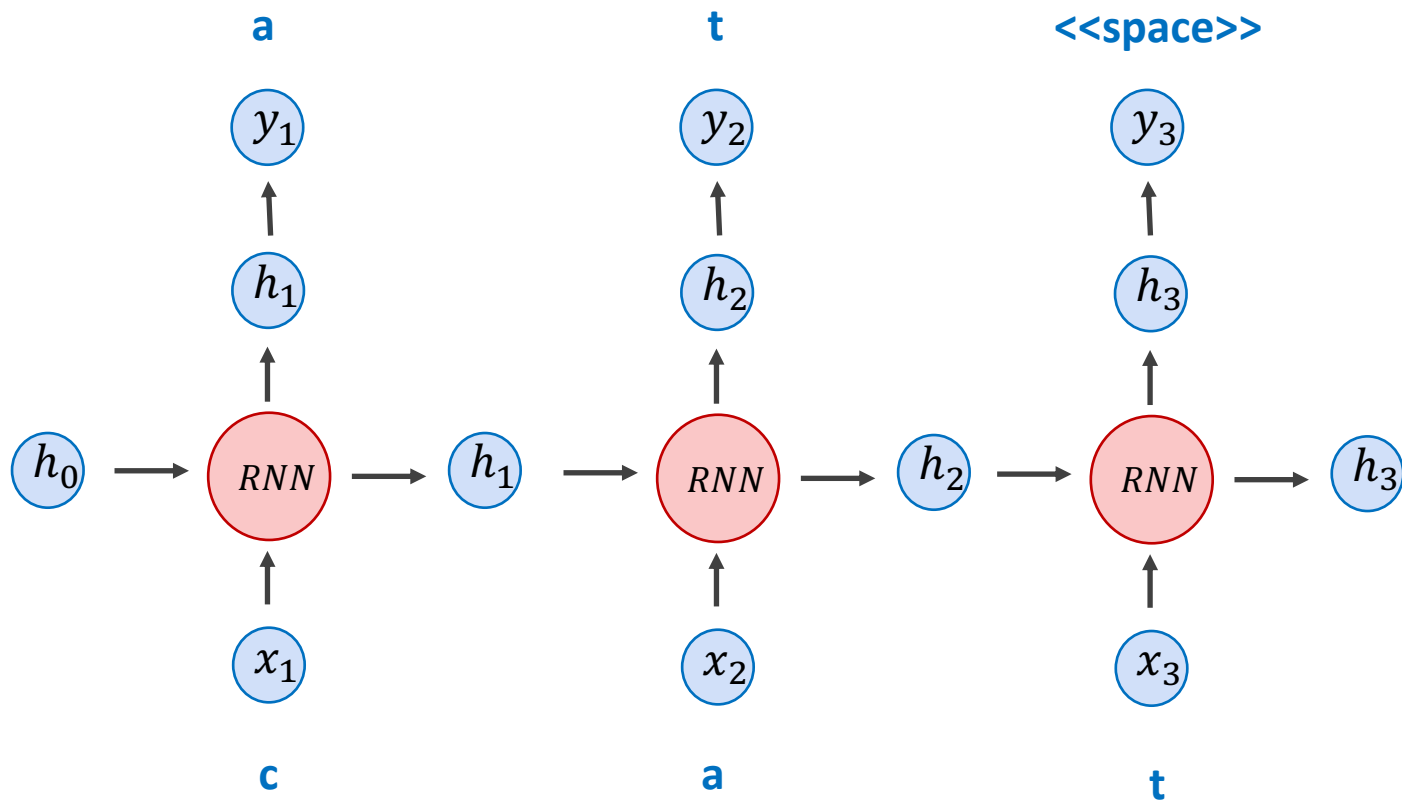 a t <<space>>
y₁ y₂ y₃
h₁ h₂ h₃
h₀ RNN h₁ RNN h₂ RNN h₃
x₁ x₂ x₃
c a t